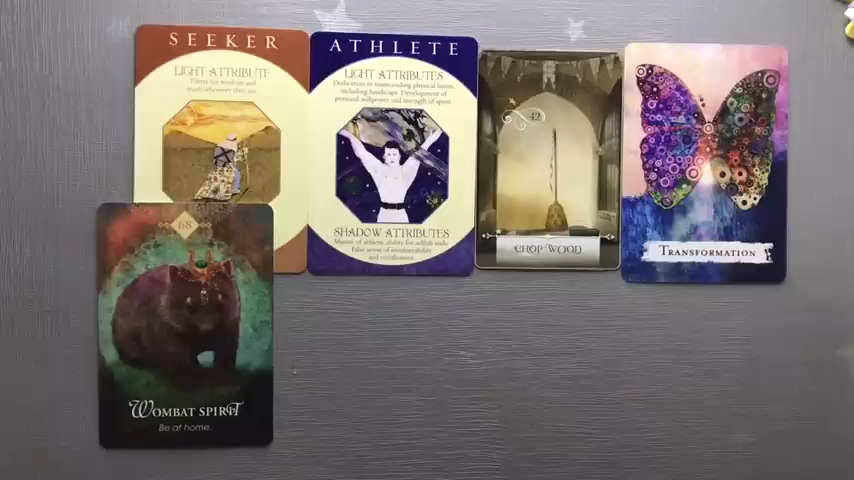 SEEKER
LIGHT ATTRIBUTE
ATHLETE
LIGHT ATTRIBUTES
Dedication to transcending physical limits,
including handicaps. Development of
personal willpower and strength of spirit.
SHADOW ATTRIBUTES
Misuse of athletic ability for selfish ends.
False sense of invulnerability
and
42
CHOP WOOD
TRANSFORMATION
68
WOMBAT SPIRIT
Be at home.